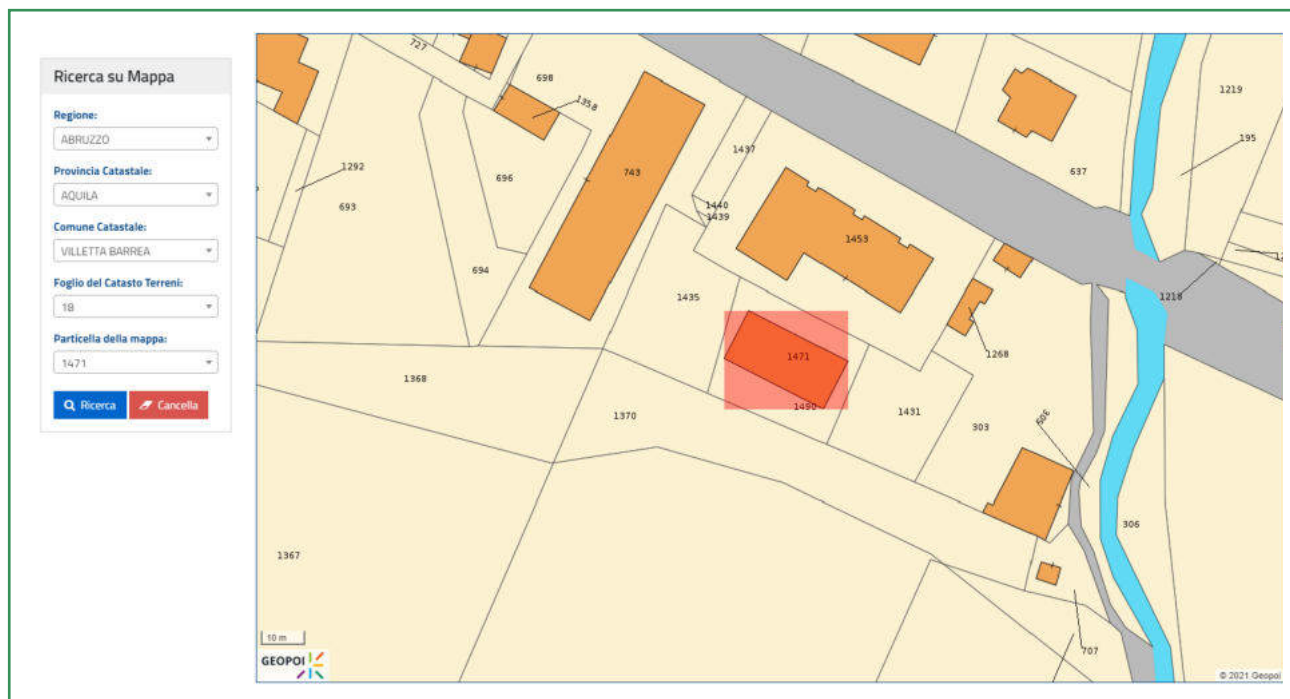 Ricerca su Mappa
Regione:
ABRUZZO
Provincia Catastale:
AQUILA
Comune Catastale:
VILLETTA BARREA
Foglio del Catasto Terreni:
18
Particella della mappa:
1471
Ricerca
Cancella
727
698
1358
1219
195
1437
637
1292
743
696
693
1440
1439
1453
694
1435
1218
1268
1471
1368
1490
1431
1370
303
305
306
1367
707
10 m
GEOPOI
© 2021 Geopoi